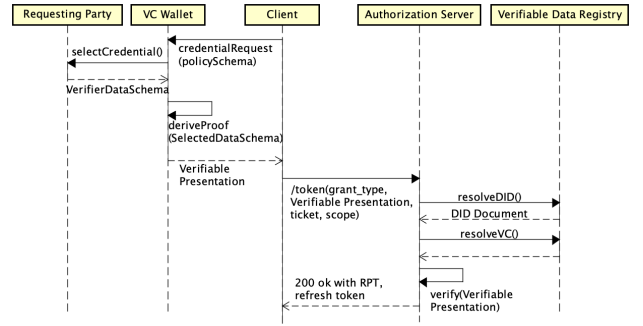 Requesting Party
VC Wallet
Client
Authorization Server
Verifiable Data Registry
credentialRequest
(policySchema)
selectCredential()
VerifierDataSchema
deriveProof
(SelectedDataSchema)
Verifiable
Presentation
/token(grant_type,
Verifiable Presentation,
ticket, scope)
resolveDID()
DID Document
resolveVC()
verify(Verifiable
Presentation)
200 ok with RPT,
refresh token